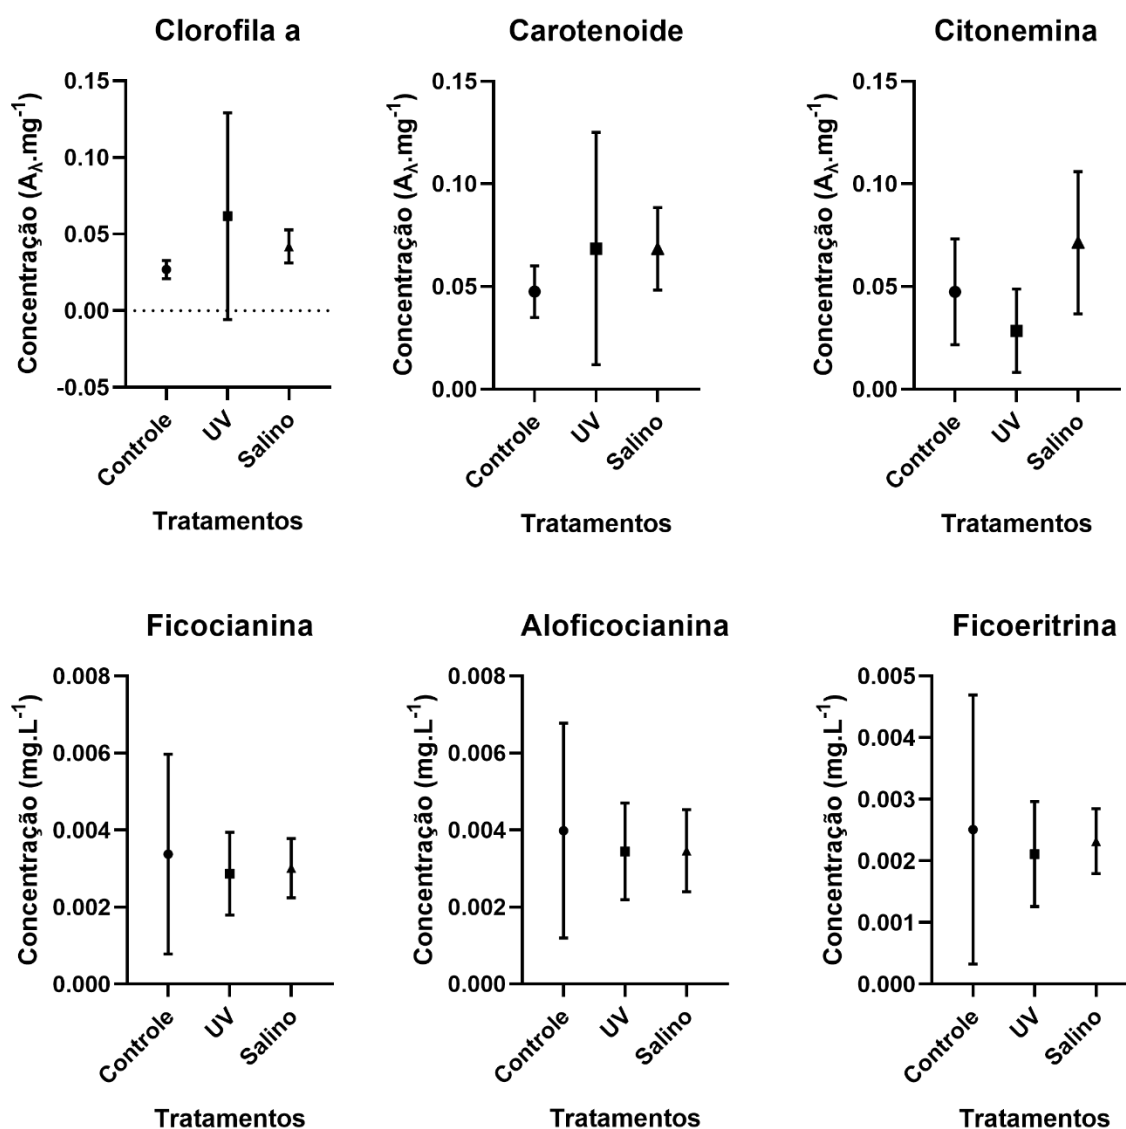 Clorofila a
Concentração (Aλ.mg-1)
0.15
0.10
0.05
0.00
-0.05
Controle
UV
Salino
Tratamentos
Carotenoide
Concentração (Aλ.mg-1)
0.15
0.10
0.05
0.00
Controle
UV
Salino
Tratamentos
Citonemina
Concentração (Aλ.mg-1)
0.15
0.10
0.05
0.00
Controle
UV
Salino
Tratamentos
Ficocianina
Concentração (mg.L-1)
0.008
0.006
0.004
0.002
0.000
Controle
UV
Salino
Tratamentos
Aloficocianina
Concentração (mg.L-1)
0.008
0.006
0.004
0.002
0.000
Controle
UV
Salino
Tratamentos
Ficoeritrina
Concentração (mg.L-1)
0.005
0.004
0.003
0.002
0.001
0.000
Controle
UV
Salino
Tratamentos